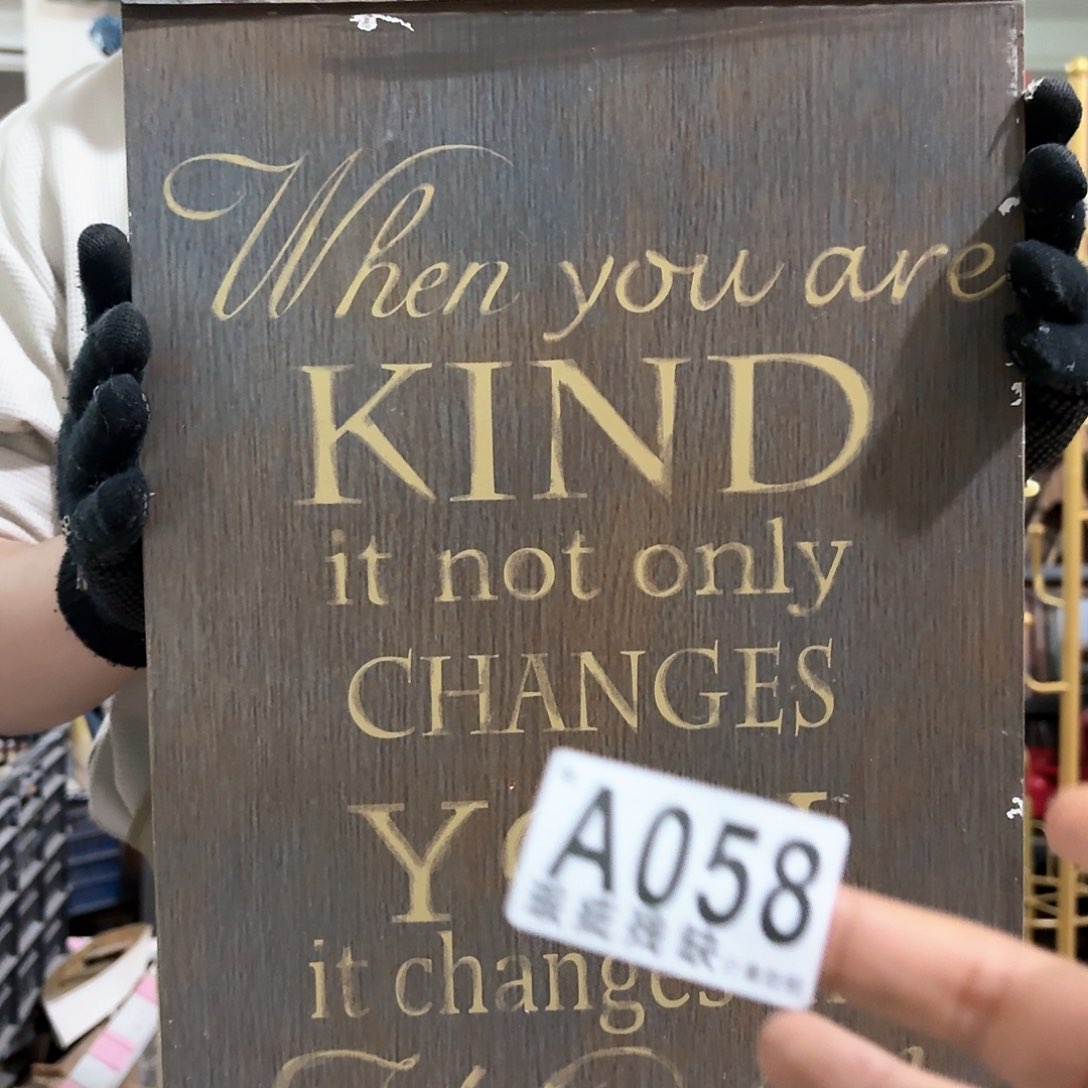 When you are
KIND
it not only
CHANGES
Y
A058
it changes